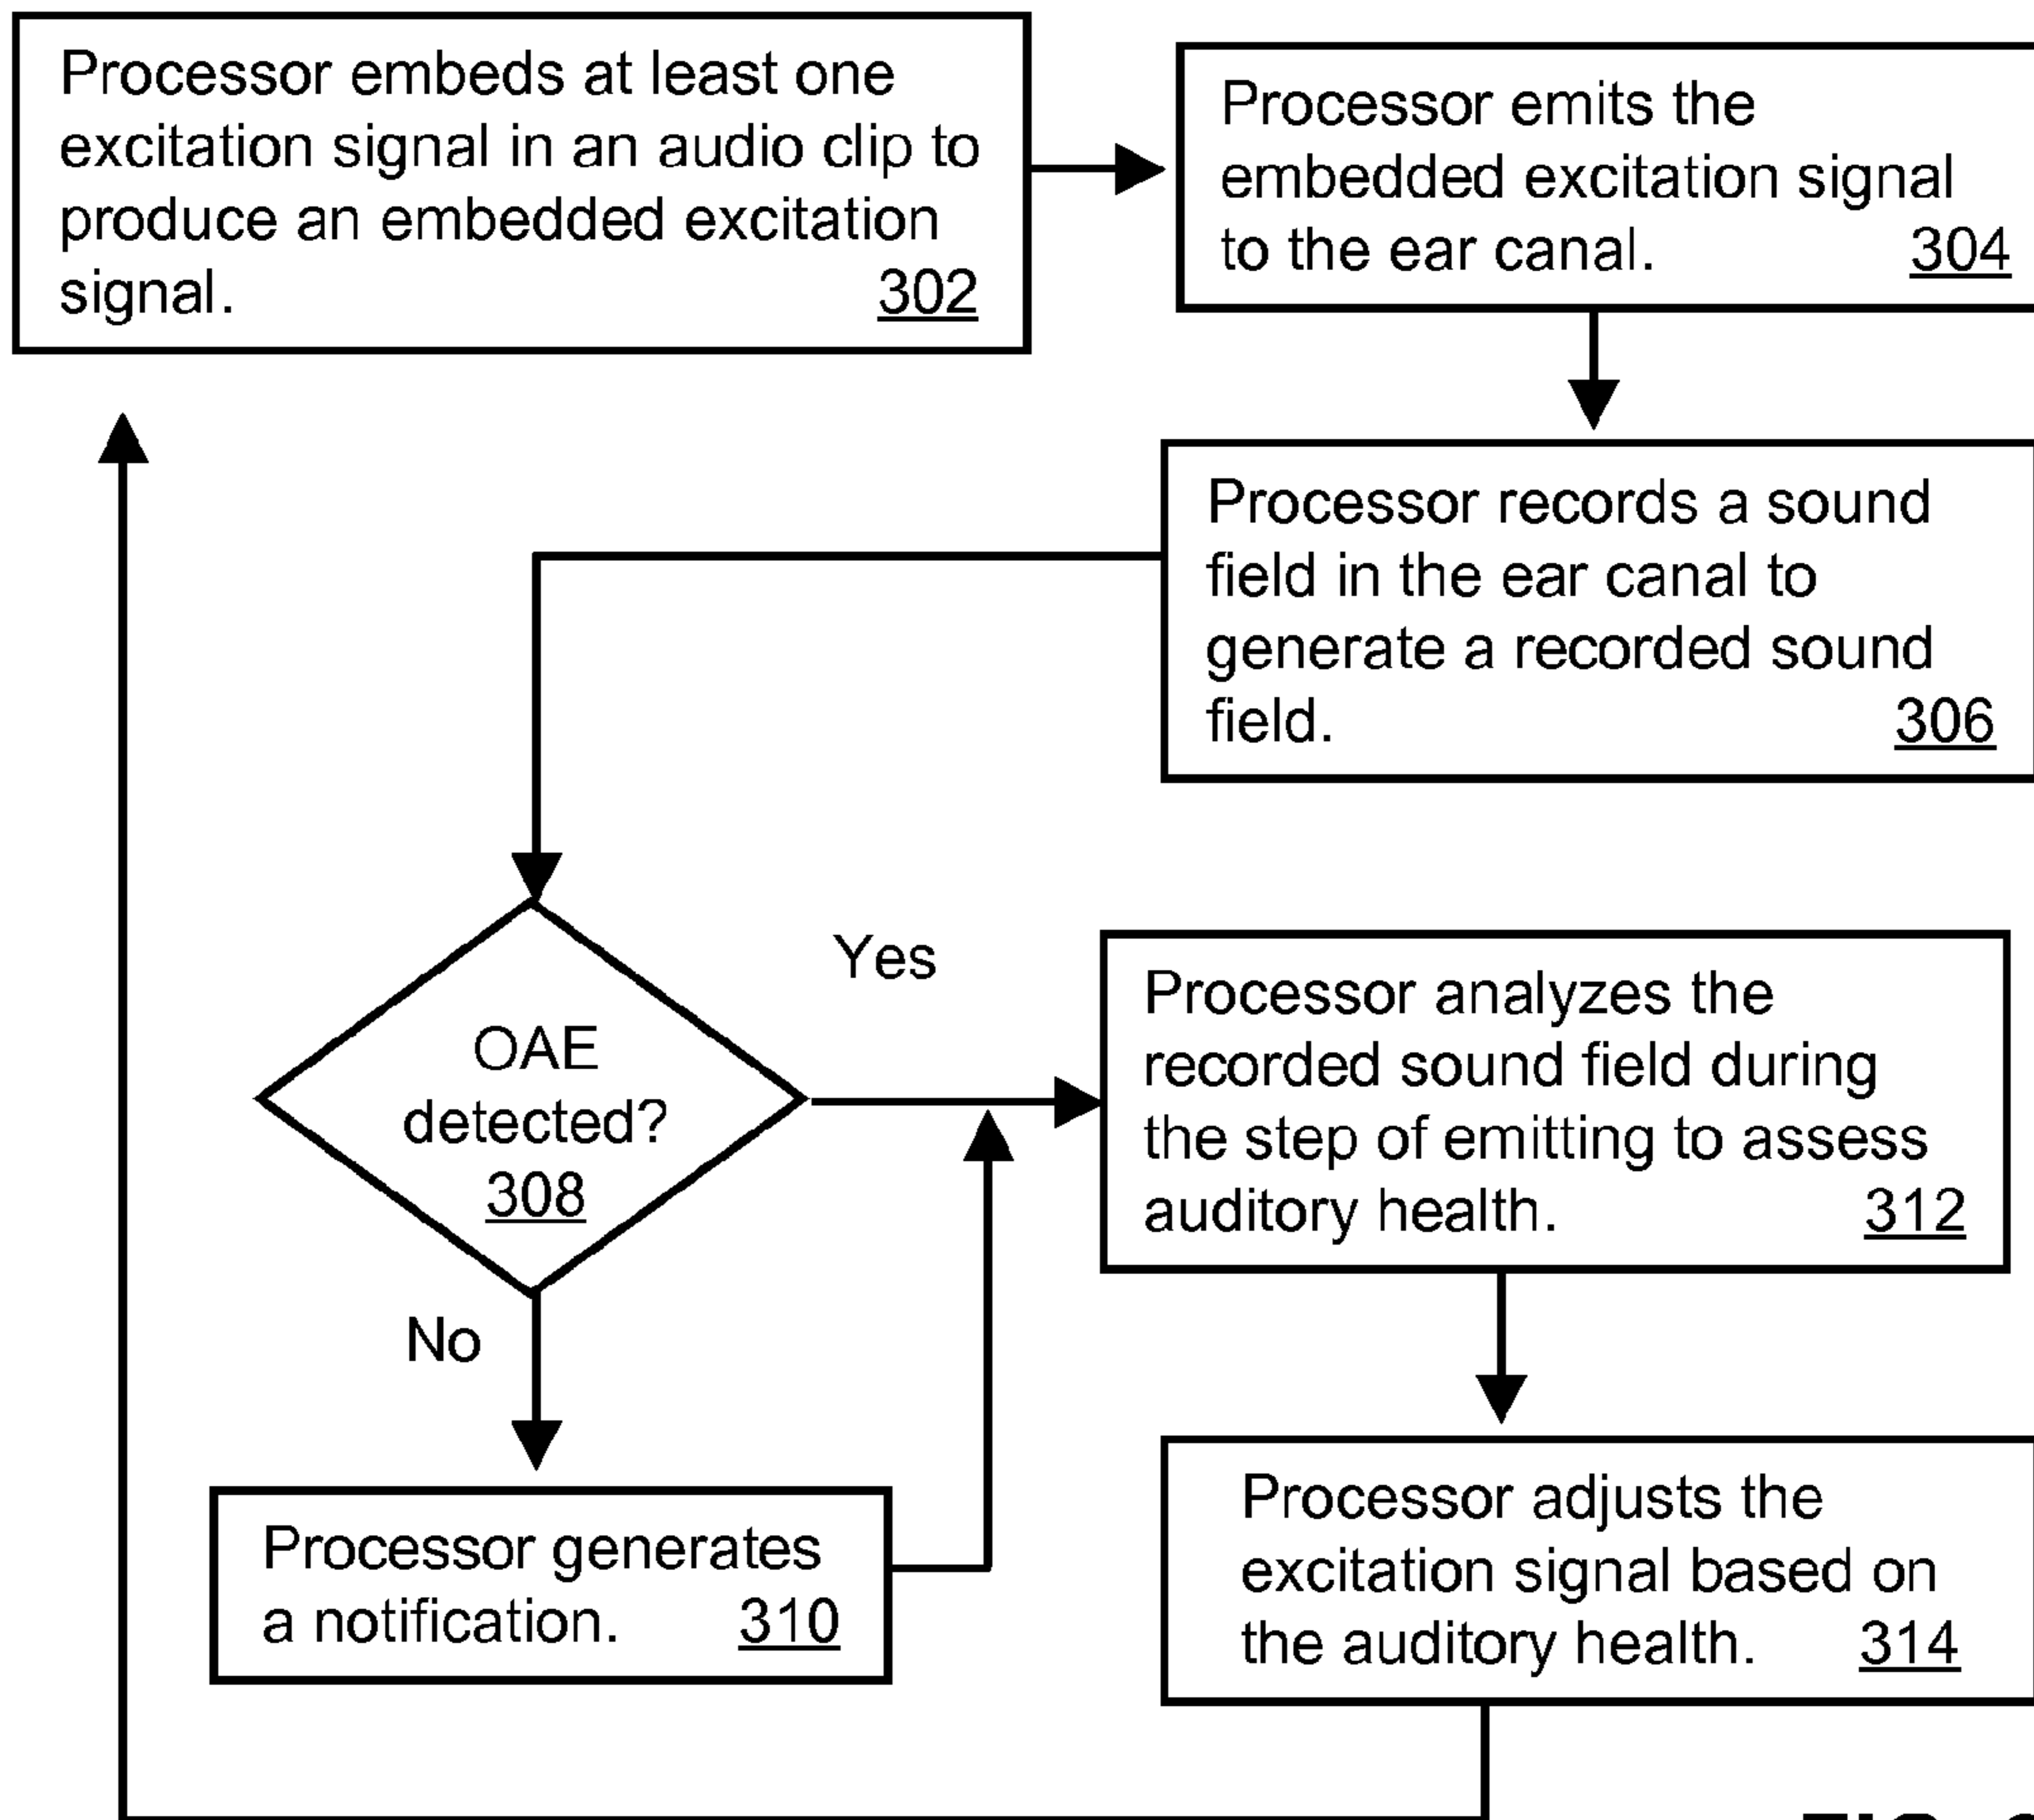 Processor embeds at least one
excitation signal in an audio clip to
produce an embedded excitation
signal. 302
Processor emits the
embedded excitation signal
to the ear canal. 304
Processor records a sound
field in the ear canal to
generate a recorded sound
field. 306
OAE
detected?
308
Yes
No
Processor generates
a notification. 310
Processor analyzes the
recorded sound field during
the step of emitting to assess
auditory health. 312
Processor adjusts the
excitation signal based on
the auditory health. 314